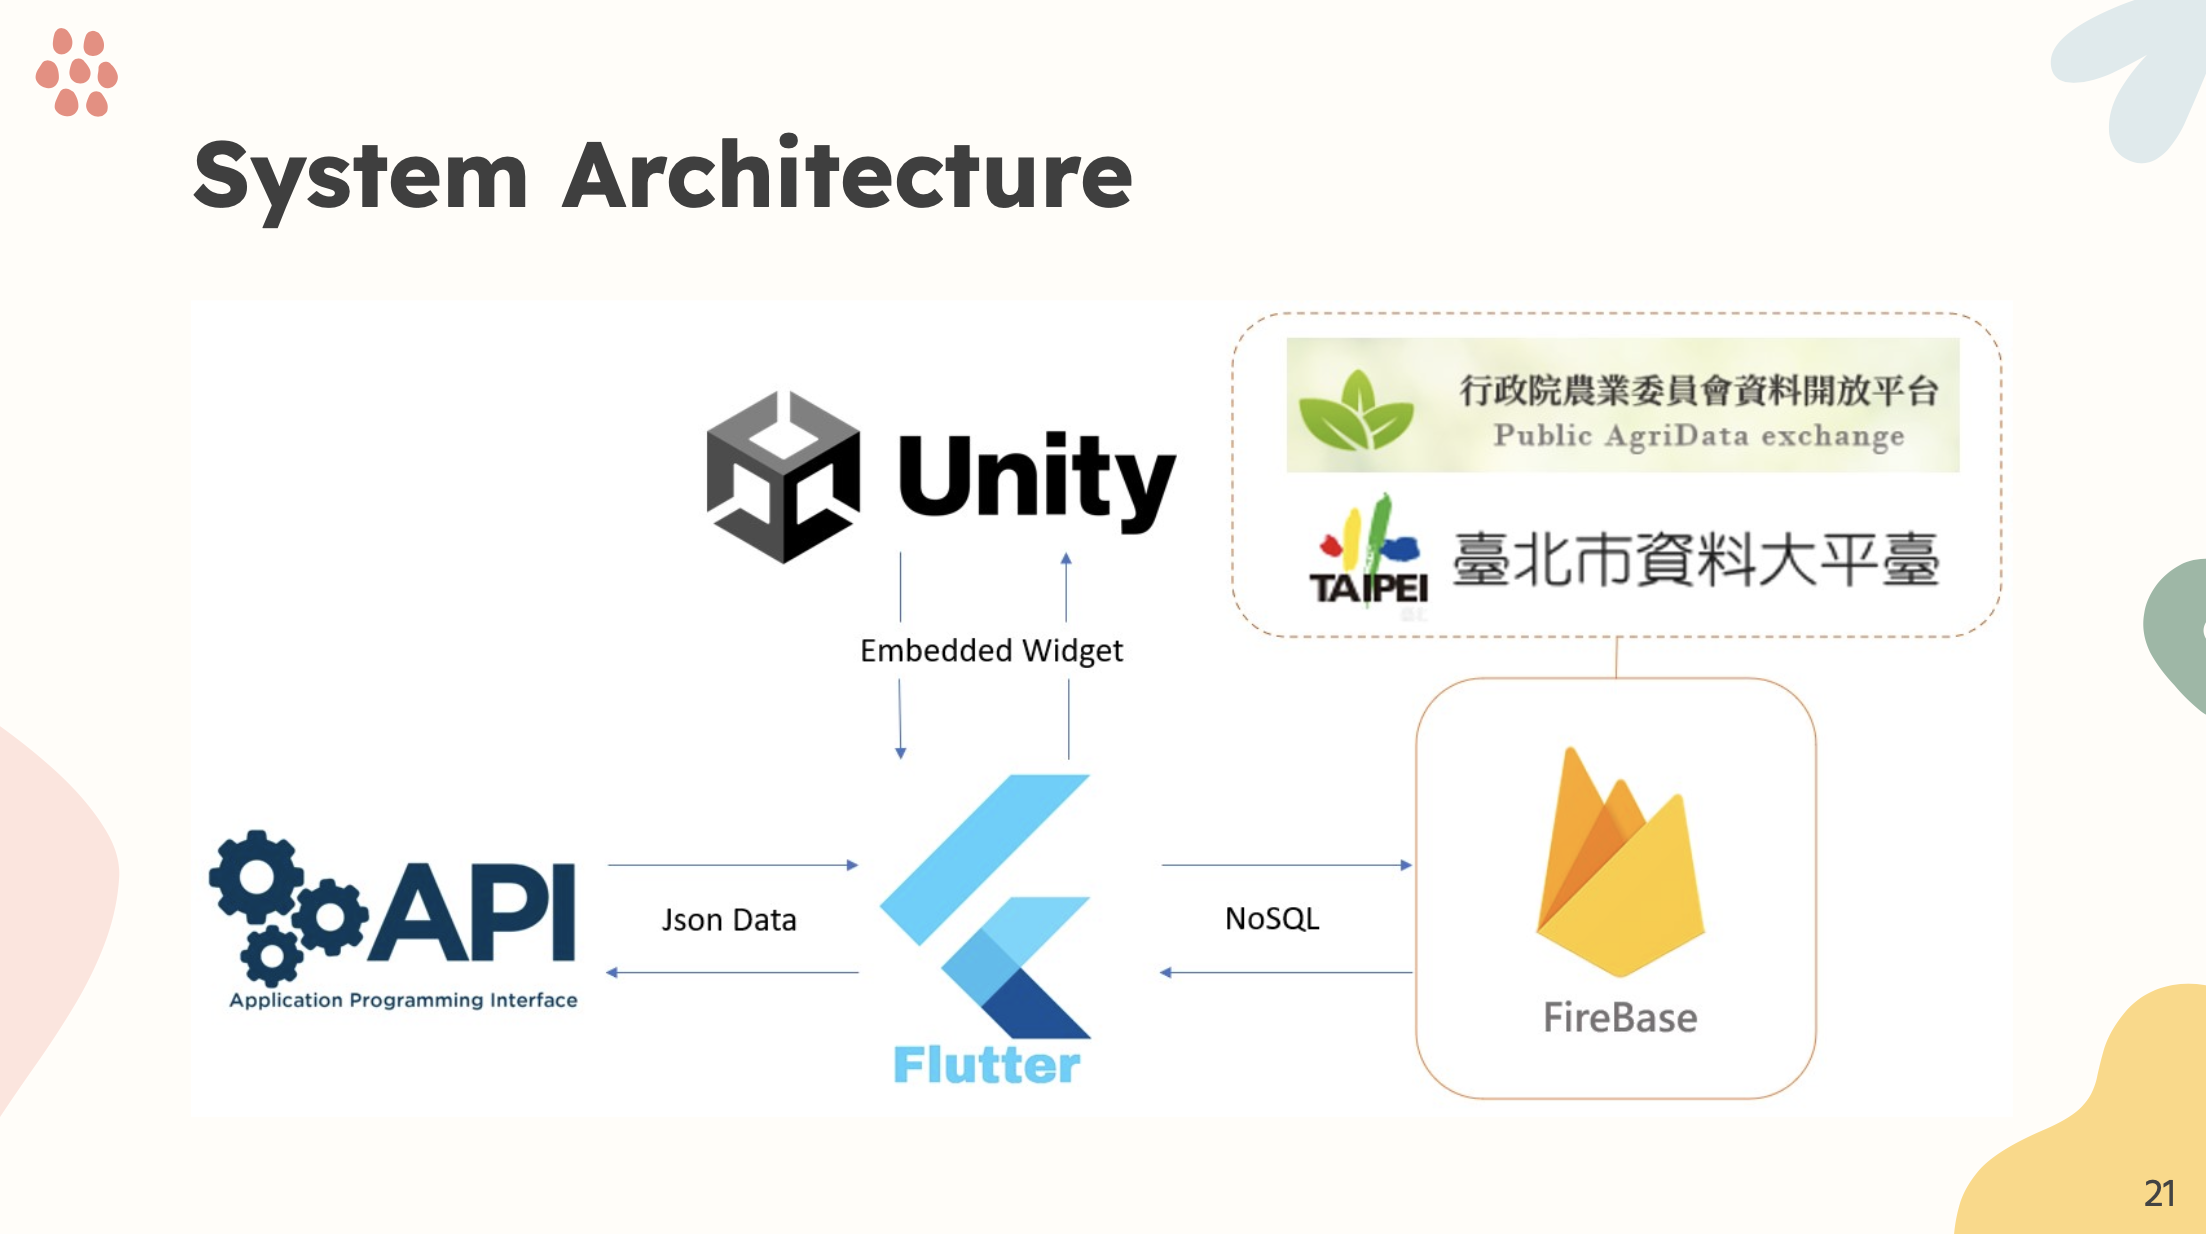 System Architecture
Unity
行政院農業委員會資料開放平台
Public AgriData exchange
TAIPEI
臺北市資料大平臺
Embedded Widget
API
Application Programming Interface
Json Data
Flutter
NoSQL
FireBase
21